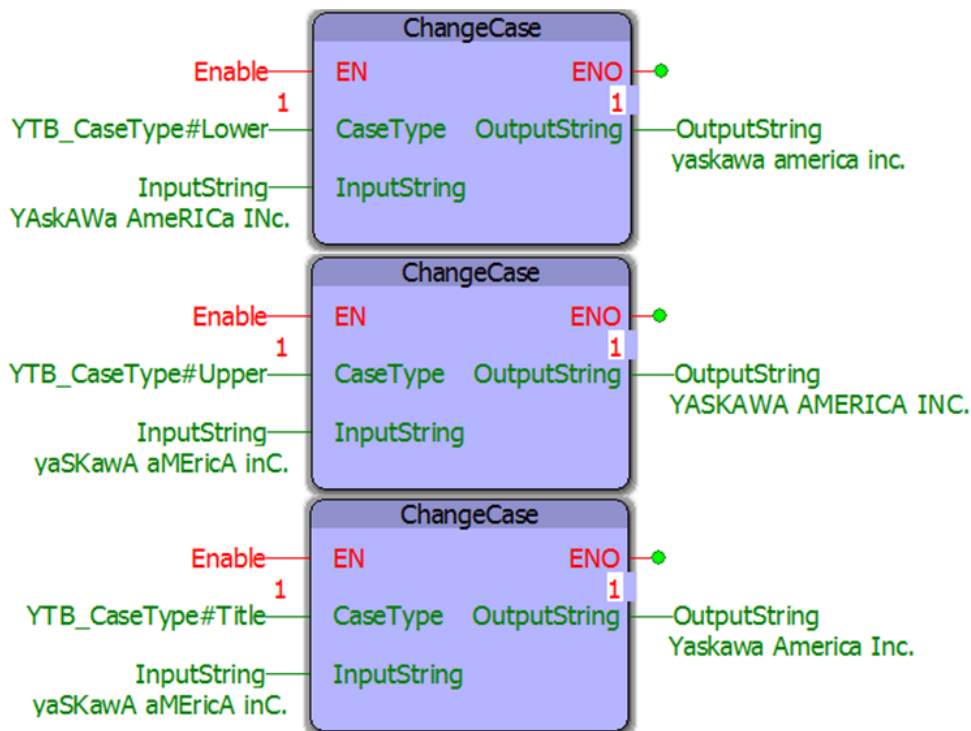 ChangeCase
Enable EN ENO
1 1
YTB_CaseType#Lower CaseType OutputString OutputString
yaskawa america inc.
InputString InputString
YAskAWa AmeRICa INc.
ChangeCase
Enable EN ENO
1 1
YTB_CaseType#Upper CaseType OutputString OutputString
YASKAWA AMERICA INC.
InputString InputString
yaSKawA aMEricA inC.
ChangeCase
Enable EN ENO
1 1
YTB_CaseType#Title CaseType OutputString OutputString
Yaskawa America Inc.
InputString InputString
yaSKawA aMEricA inC.